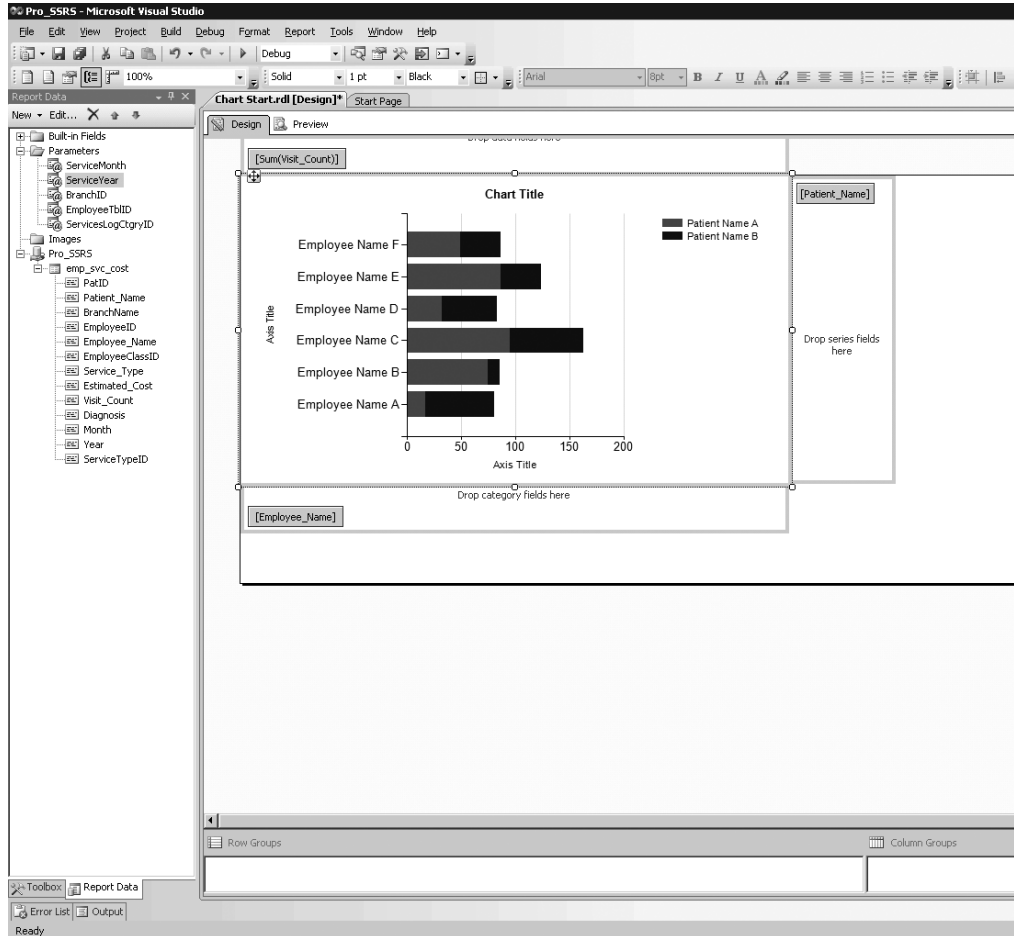 Pro_SSRS - Microsoft Visual Studio
File Edit View Project Build Debug Format Report Tools Window Help
Debug
100% Solid 1 pt Black Arial 8pt B I U A
Report Data
Chart Start.rdl [Design]* Start Page
New Edit...
Design Preview
Built-in Fields
Parameters
ServiceMonth
ServiceYear
BranchID
EmployeeTblID
ServicesLogCtgryID
Images
Pro_SSRS
emp_svc_cost
PatID
Patient_Name
BranchName
EmployeeID
Employee_Name
EmployeeClassID
Service_Type
Estimated_Cost
Visit_Count
Diagnosis
Month
Year
ServiceTypeID
Drop data fields here
[Sum(Visit_Count)]
Chart Title
[Patient_Name]
Patient Name A
Patient Name B
Employee Name F
Employee Name E
Employee Name D
Employee Name C
Employee Name B
Employee Name A
Axis Title
0 50 100 150 200
Axis Title
Drop series fields
here
Drop category fields here
[Employee_Name]
Row Groups
Column Groups
Toolbox Report Data
Error List Output
Ready